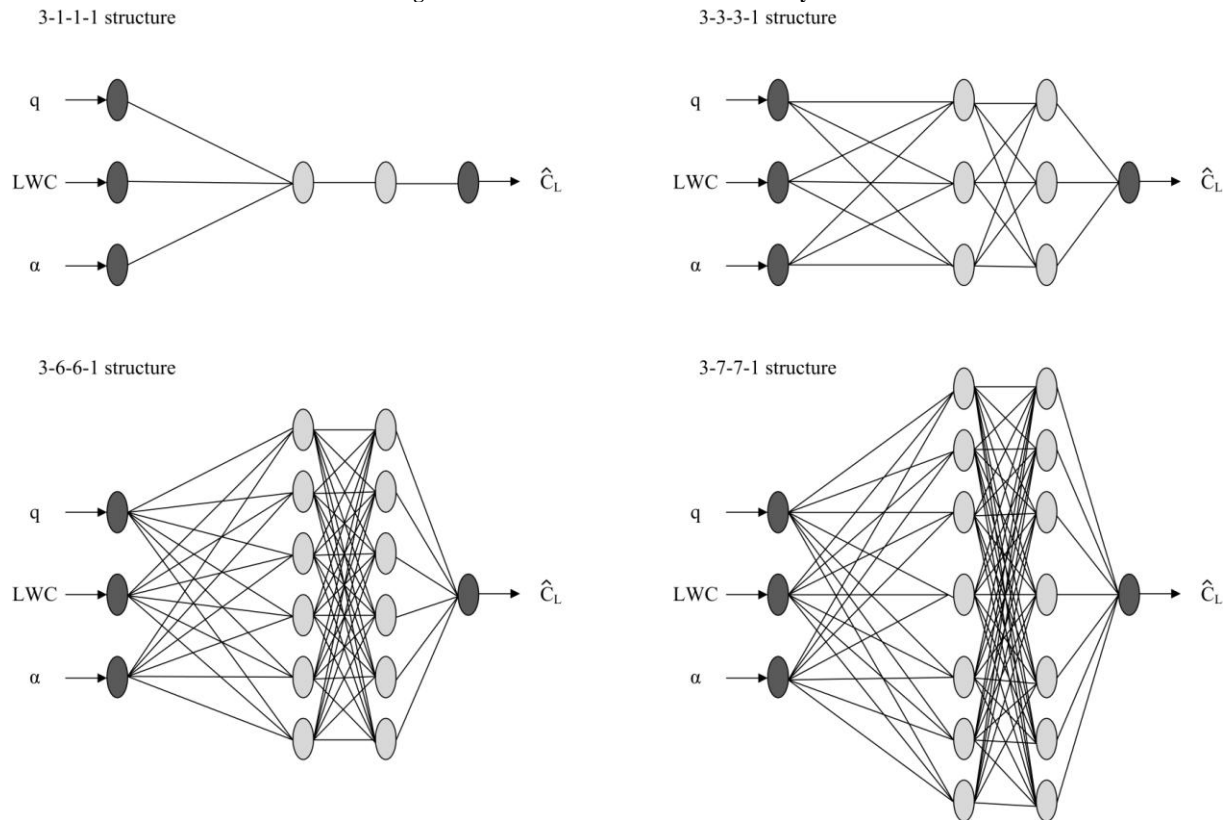 3-1-1-1 structure
q
LWC
α
Ĉ_L
3-3-3-1 structure
q
LWC
α
Ĉ_L
3-6-6-1 structure
q
LWC
α
Ĉ_L
3-7-7-1 structure
q
LWC
α
Ĉ_L